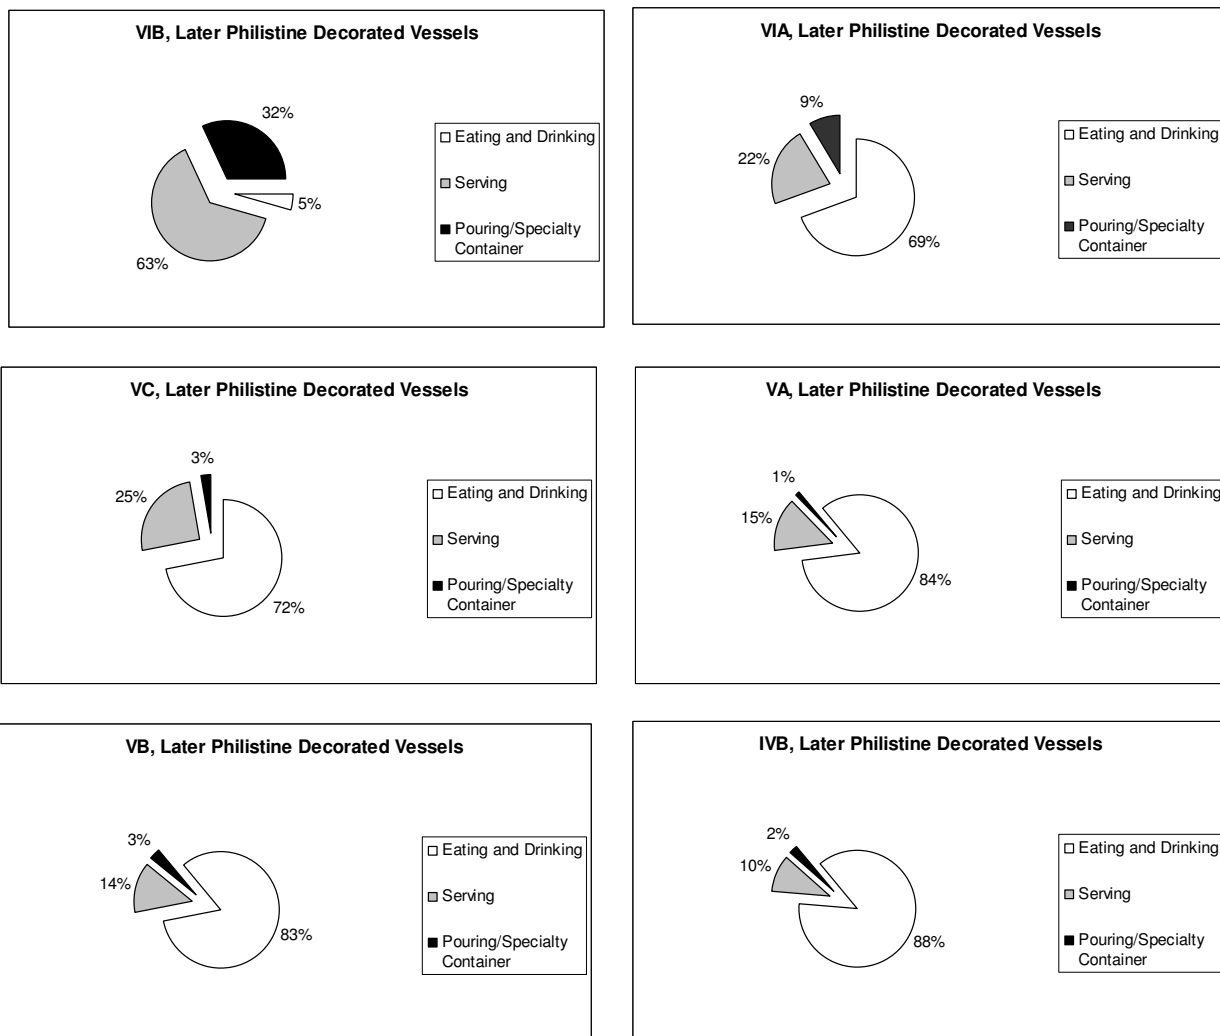 VIB, Later Philistine Decorated Vessels
32%
5%
63%
Eating and Drinking
Serving
Pouring/Specialty
Container
VIA, Later Philistine Decorated Vessels
9%
22%
69%
Eating and Drinking
Serving
Pouring/Specialty
Container
VC, Later Philistine Decorated Vessels
3%
25%
72%
Eating and Drinking
Serving
Pouring/Specialty
Container
VA, Later Philistine Decorated Vessels
1%
15%
84%
Eating and Drinking
Serving
Pouring/Specialty
Container
VB, Later Philistine Decorated Vessels
3%
14%
83%
Eating and Drinking
Serving
Pouring/Specialty
Container
IVB, Later Philistine Decorated Vessels
2%
10%
88%
Eating and Drinking
Serving
Pouring/Specialty
Container